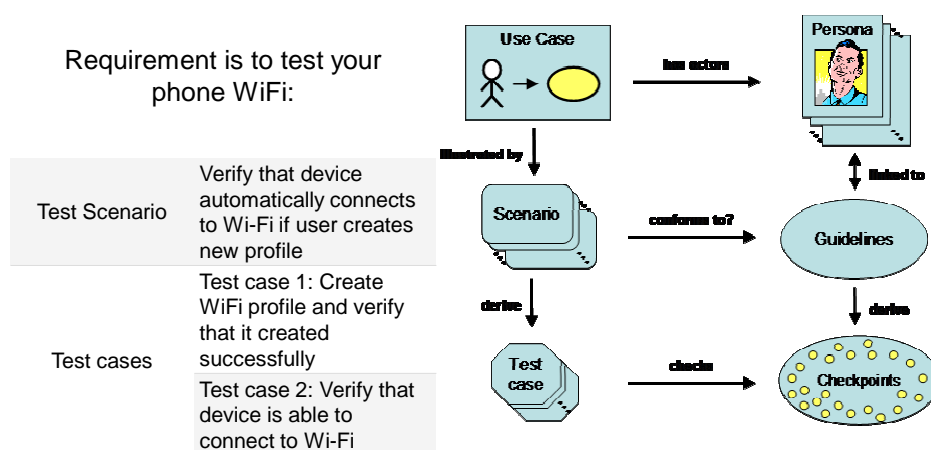 Requirement is to test your
phone WiFi:
Test Scenario
Verify that device
automatically connects
to Wi-Fi if user creates
new profile
Test cases
Test case 1: Create
WiFi profile and verify
that it created
successfully
Test case 2: Verify that
device is able to
connect to Wi-Fi
Use Case
has actors
Persona
illustrated by
linked to
Scenario
conforms to?
Guidelines
derive
derive
Test
case
checks
Checkpoints